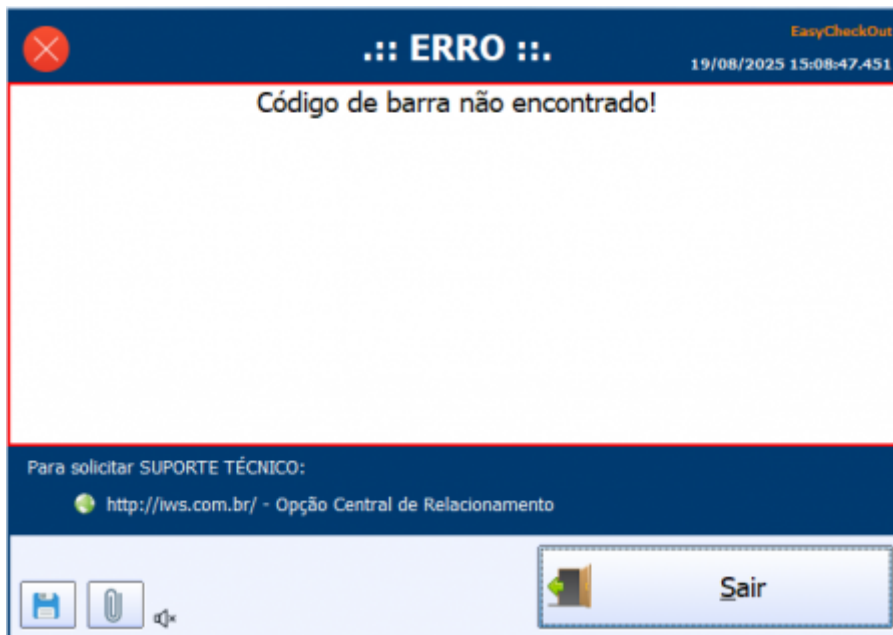 .:: ERRO ::.
EasyCheckOut
19/08/2025 15:08:47.451
Código de barra não encontrado!
Para solicitar SUPORTE TÉCNICO:
http://iws.com.br/ - Opção Central de Relacionamento
Sair